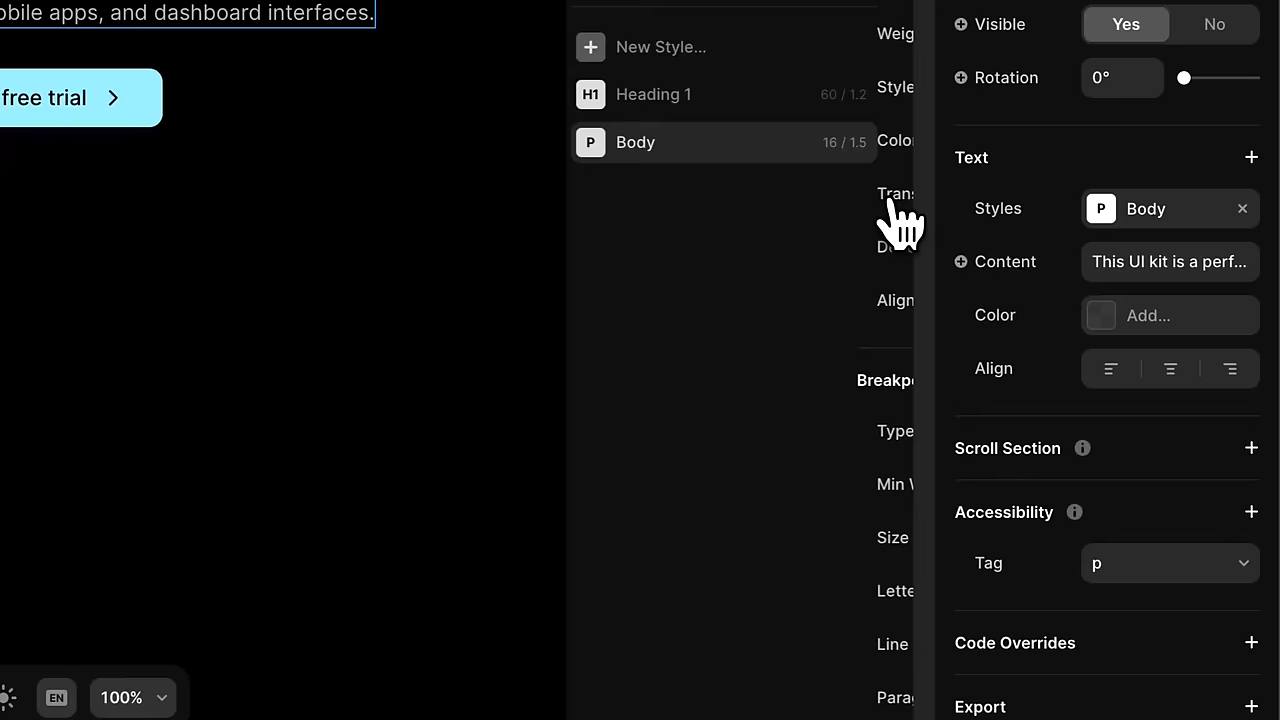 obile apps, and dashboard interfaces.
free trial
EN
100%
New Style...
H1 Heading 1 60 / 1.2
P Body 16 / 1.5
Weig
Style
Color
Trans
Align
Breakp
Type
Min W
Size
Lette
Line
Parag
Visible Yes No
Rotation 0°
Text
Styles P Body
Content This UI kit is a perf...
Color Add...
Align
Scroll Section
Accessibility
Tag p
Code Overrides
Export